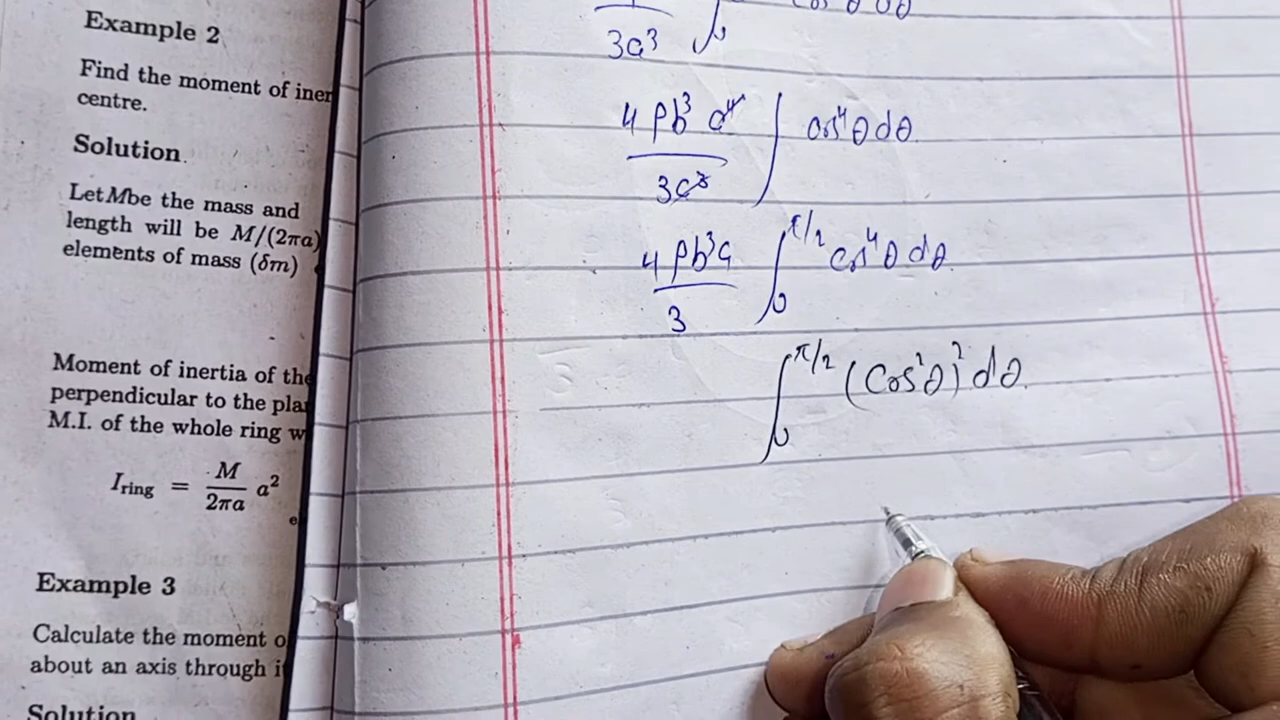 Example 2
Find the moment of iner
centre.
Solution
Let M be the mass and
length will be M/(2πa)
elements of mass (δm)
Moment of inertia of the
perpendicular to the pla
M.I. of the whole ring w
I_ring = M/2πa a²
Example 3
Calculate the moment o
about an axis through i
Solution
3a³ ∫ cos θ dθ
4ρb³a⁴/3a³ ∫ cos⁴θ dθ
4ρb³a/3 ∫₀^π/2 cos⁴θ dθ
∫₀^π/2 (cos²θ)² dθ